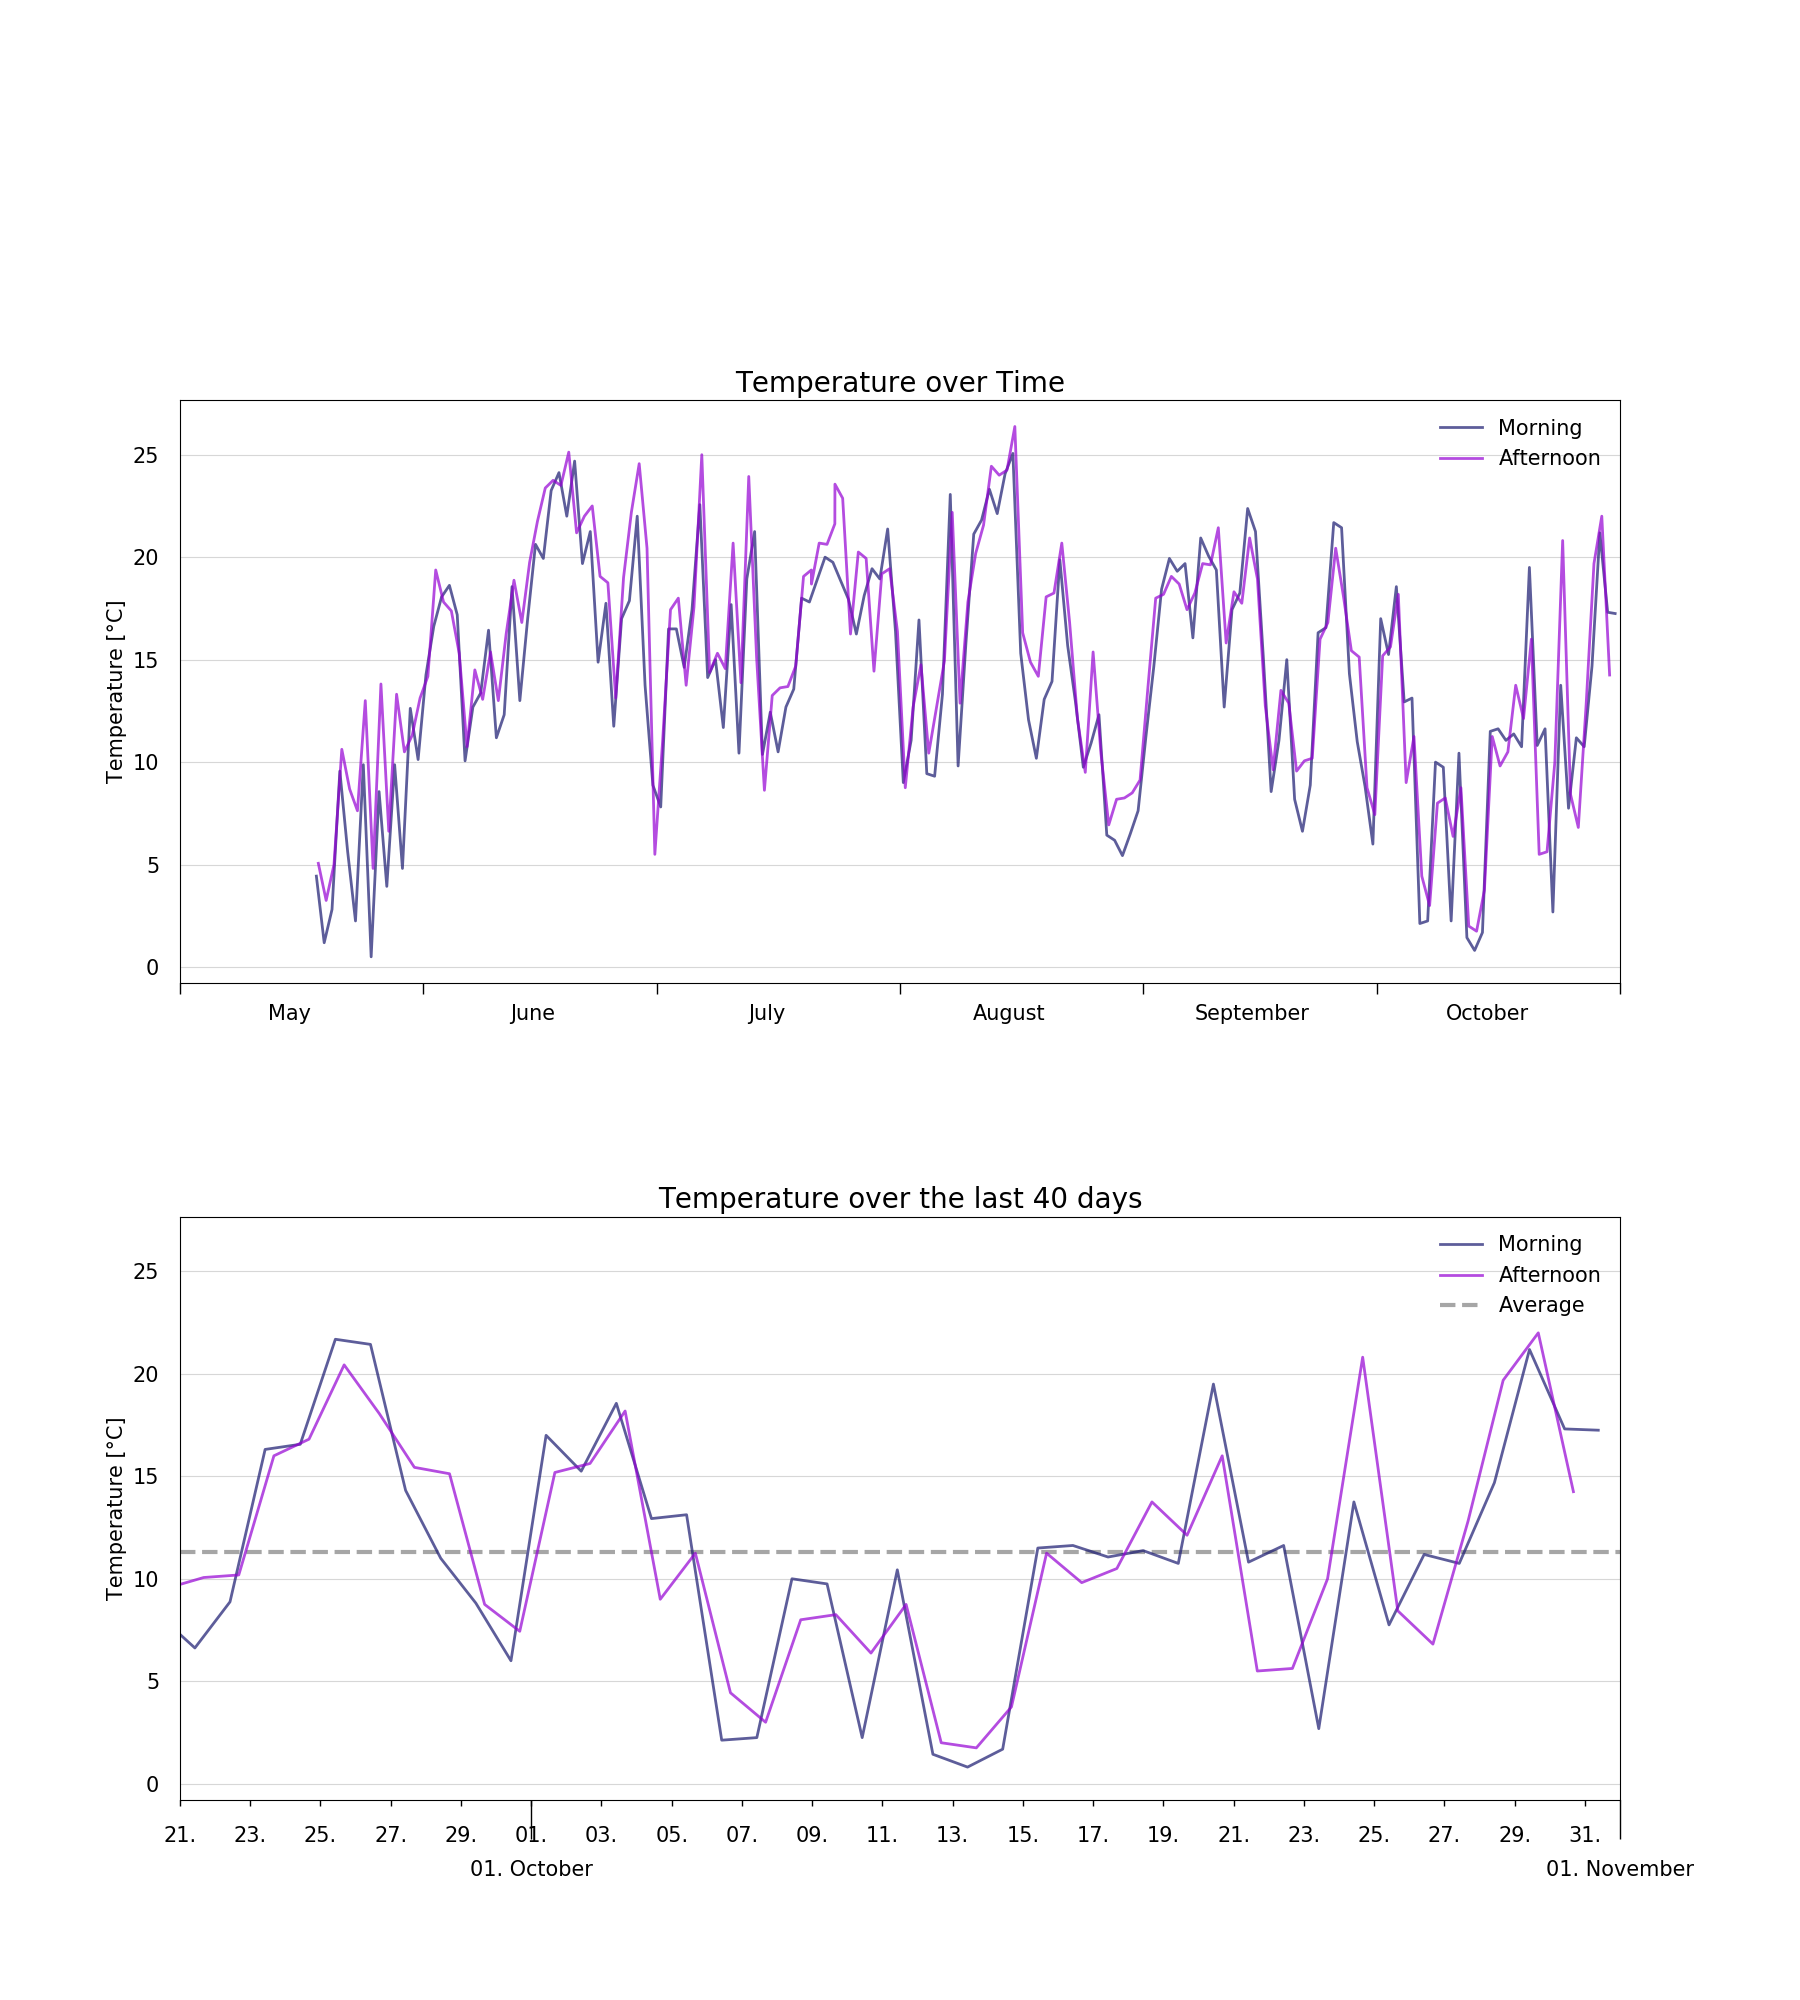 Temperature over Time
Morning
Afternoon
Temperature [°C]
25
20
15
10
5
0
May June July August September October
Temperature over the last 40 days
Morning
Afternoon
Average
Temperature [°C]
25
20
15
10
5
0
21. 23. 25. 27. 29. 01. 03. 05. 07. 09. 11. 13. 15. 17. 19. 21. 23. 25. 27. 29. 31.
01. October 01. November